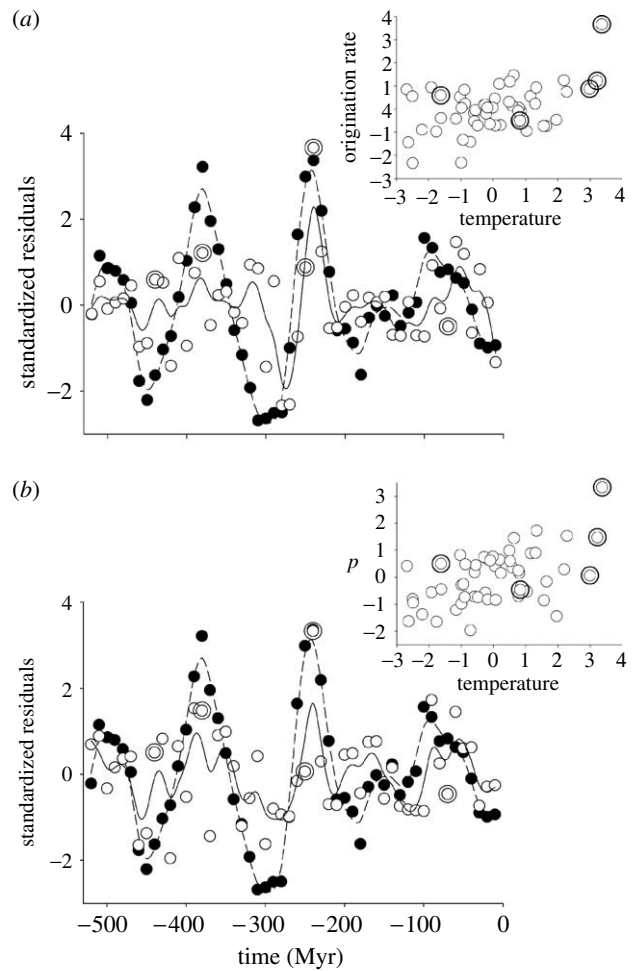 (a)
standardized residuals
4
2
0
−2
origination rate
4
3
2
1
4
−1
−2
−3
−3 −2 −1 0 1 2 3 4
temperature
(b)
standardized residuals
4
2
0
−2
p
3
2
1
0
−1
−2
−3 −2 −1 0 1 2 3 4
temperature
−500 −400 −300 −200 −100 0
time (Myr)